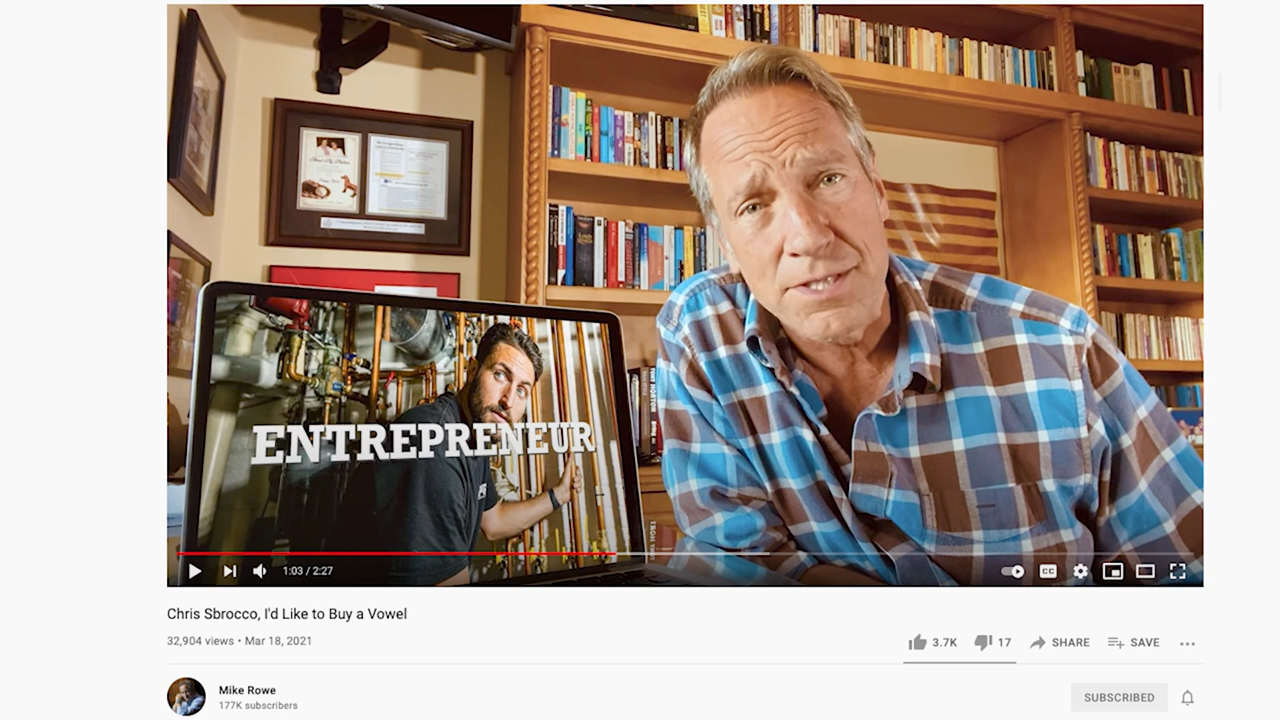 ENTREPRENEUR
1:03 / 2:27
CC
Chris Sbrocco, I'd Like to Buy a Vowel
32,904 views • Mar 18, 2021
3.7K
17
SHARE
SAVE
Mike Rowe
177K subscribers
SUBSCRIBED